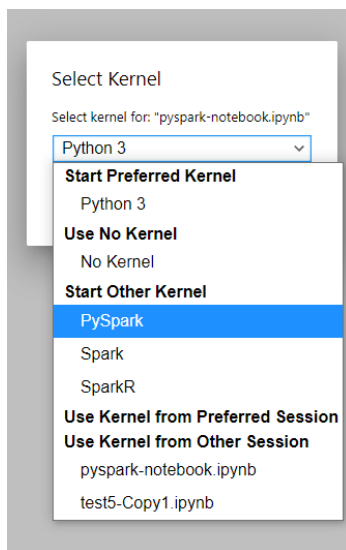 Select Kernel
Select kernel for: "pyspark-notebook.ipynb"
Python 3
Start Preferred Kernel
Python 3
Use No Kernel
No Kernel
Start Other Kernel
PySpark
Spark
SparkR
Use Kernel from Preferred Session
Use Kernel from Other Session
pyspark-notebook.ipynb
test5-Copy1.ipynb